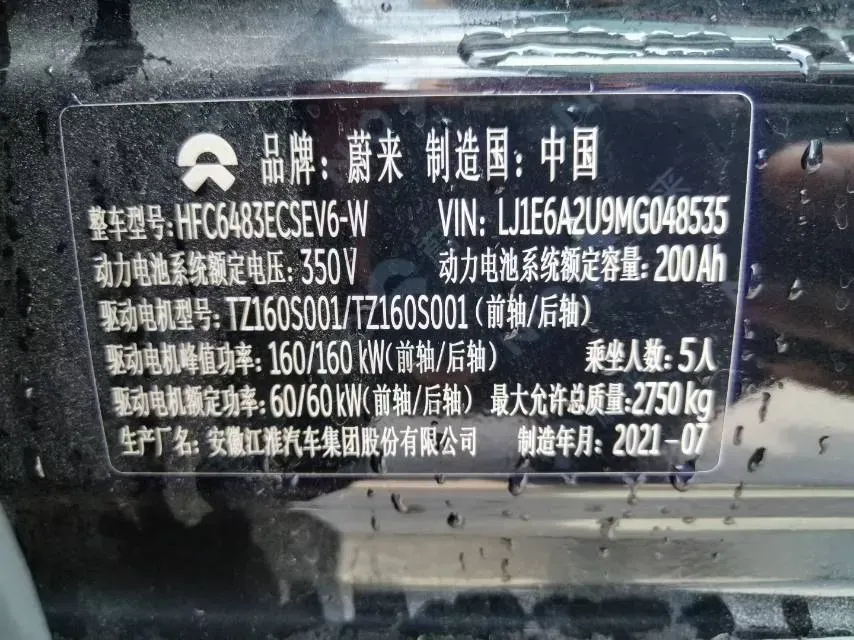 品牌：蔚来 制造国：中国
整车型号：HFC6483ECSEV6-W VIN：LJ1E6A2U9MG048535
动力电池系统额定电压：350V 动力电池系统额定容量：200Ah
驱动电机型号：TZ160S001/TZ160S001（前轴/后轴）
驱动电机峰值功率：160/160 kW(前轴/后轴) 乘坐人数：5人
驱动电机额定功率：60/60 kW(前轴/后轴) 最大允许总质量：2750 kg
生产厂名：安徽江淮汽车集团股份有限公司 制造年月：2021-07